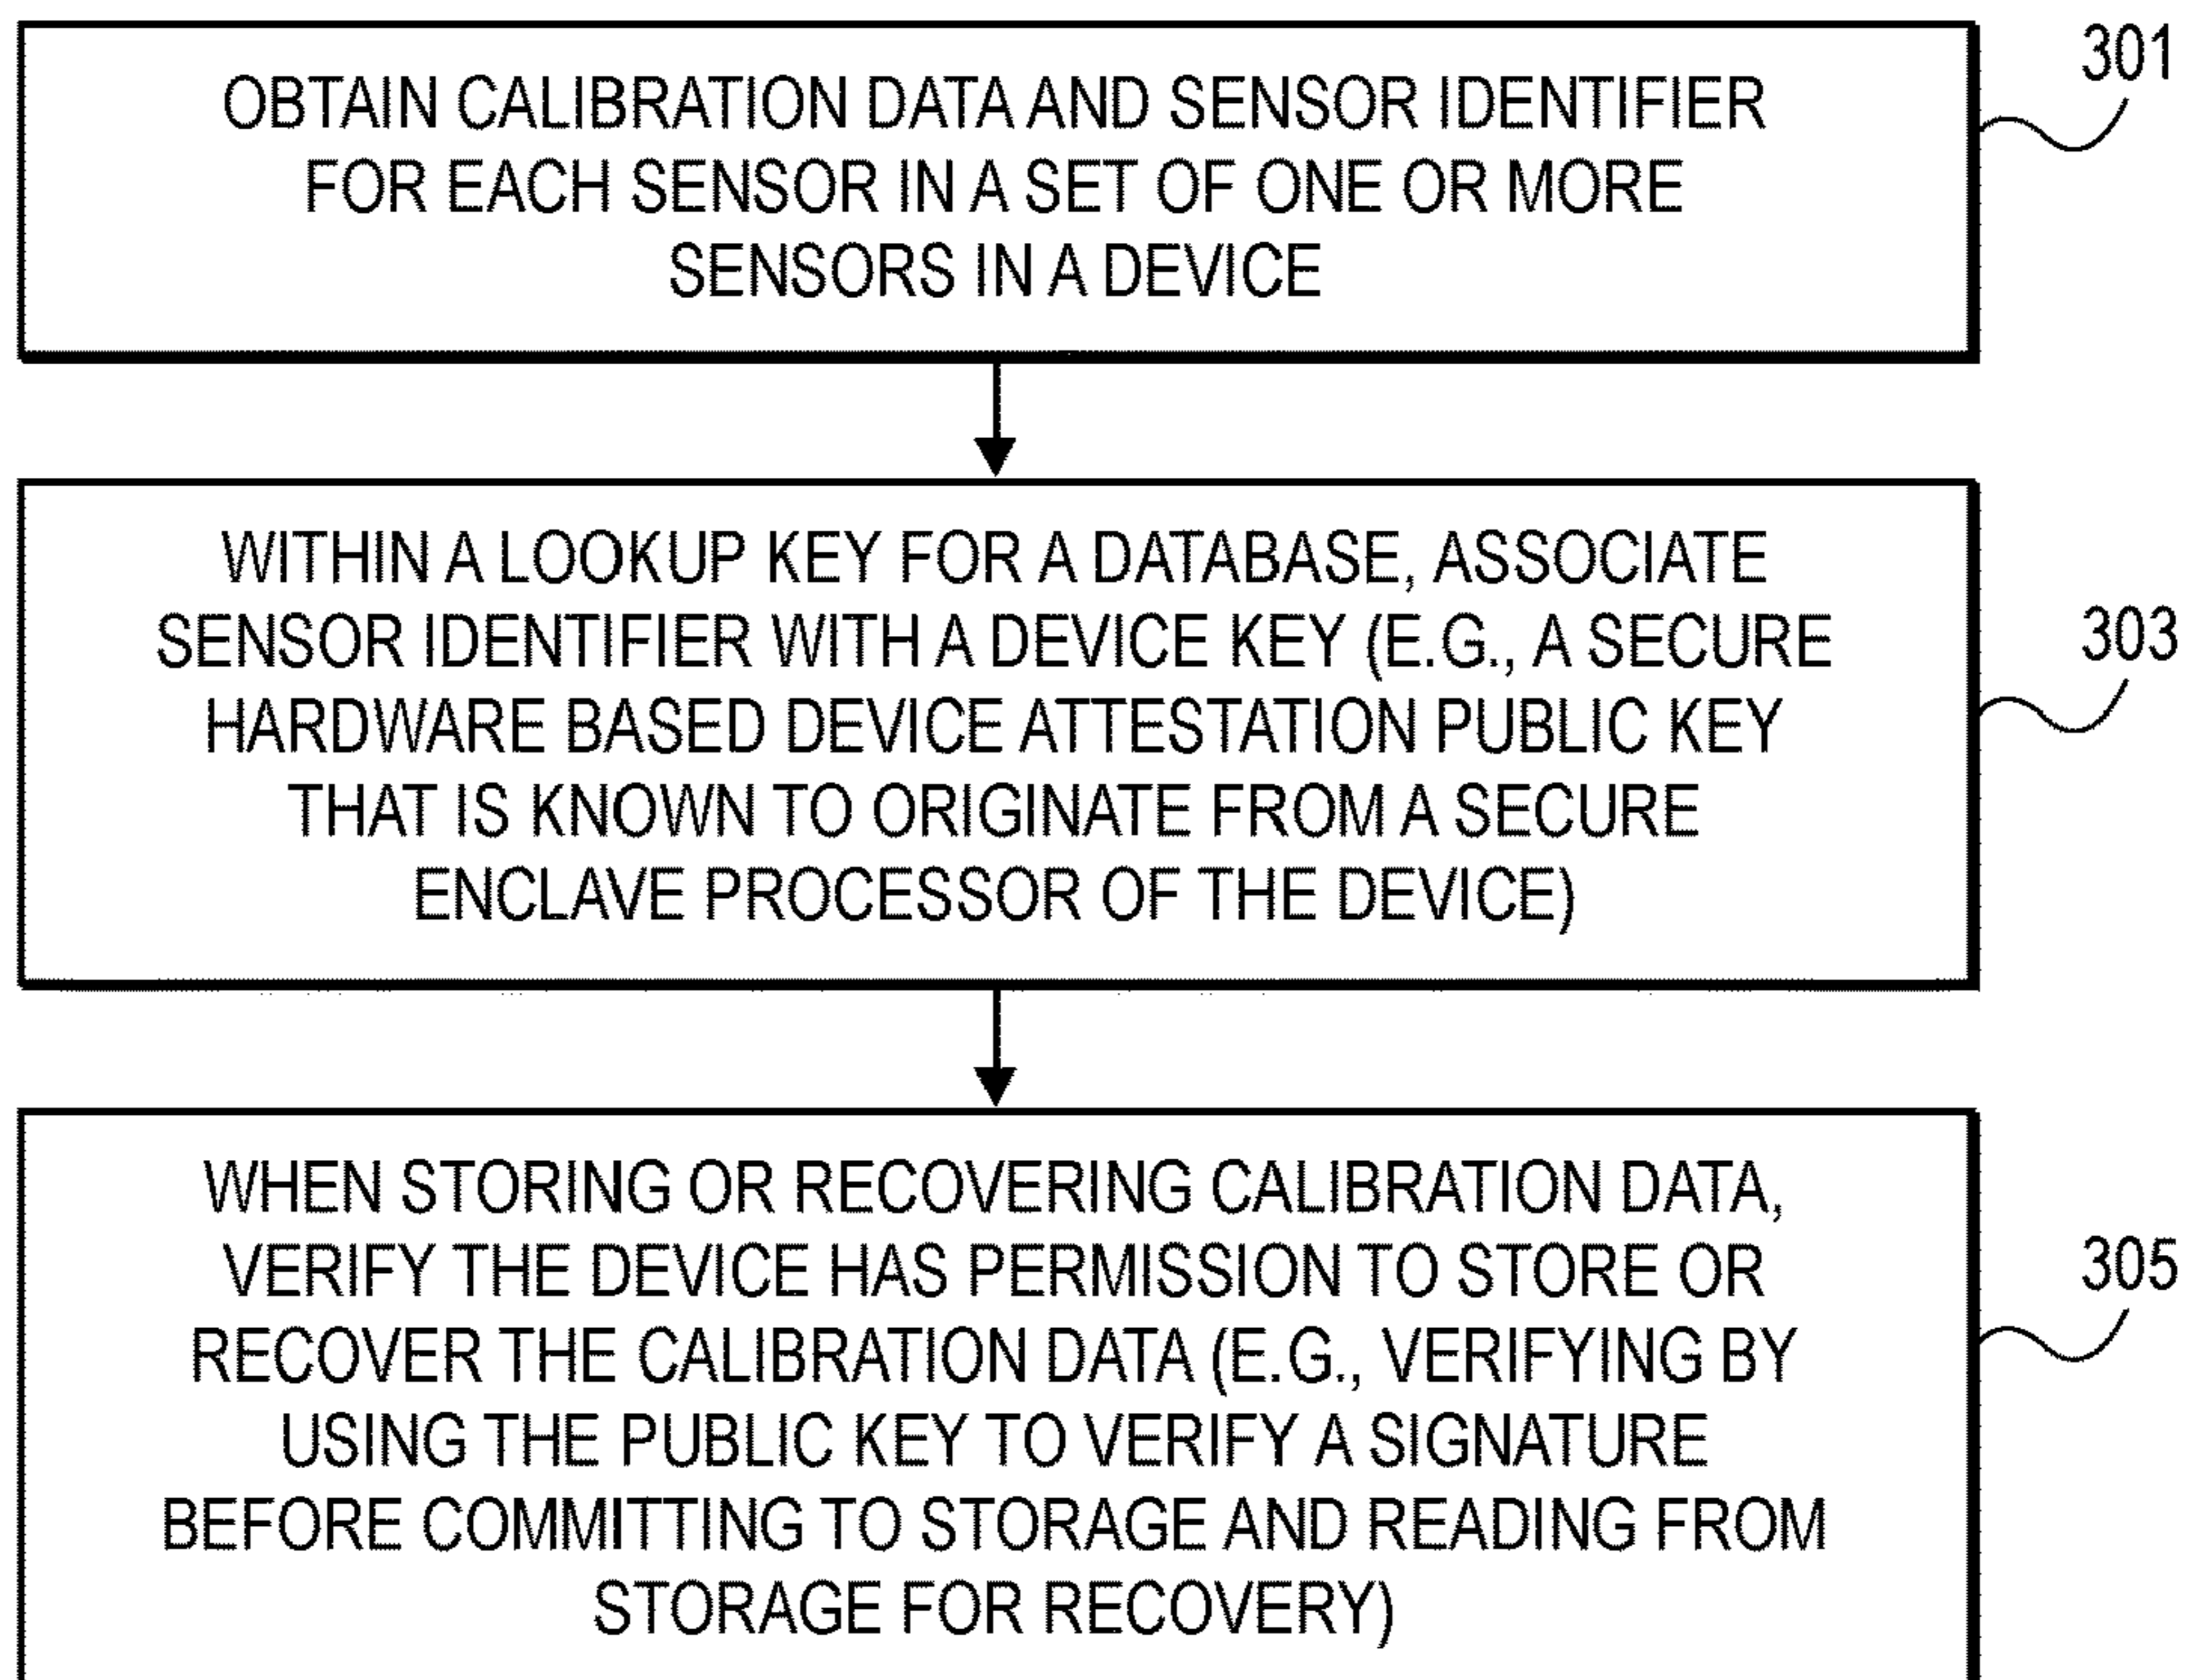 301
OBTAIN CALIBRATION DATA AND SENSOR IDENTIFIER
FOR EACH SENSOR IN A SET OF ONE OR MORE
SENSORS IN A DEVICE
WITHIN A LOOKUP KEY FOR A DATABASE, ASSOCIATE
SENSOR IDENTIFIER WITH A DEVICE KEY (E.G., A SECURE
HARDWARE BASED DEVICE ATTESTATION PUBLIC KEY
THAT IS KNOWN TO ORIGINATE FROM A SECURE
ENCLAVE PROCESSOR OF THE DEVICE)
303
WHEN STORING OR RECOVERING CALIBRATION DATA,
VERIFY THE DEVICE HAS PERMISSION TO STORE OR
RECOVER THE CALIBRATION DATA (E.G., VERIFYING BY
USING THE PUBLIC KEY TO VERIFY A SIGNATURE
BEFORE COMMITTING TO STORAGE AND READING FROM
STORAGE FOR RECOVERY)
305